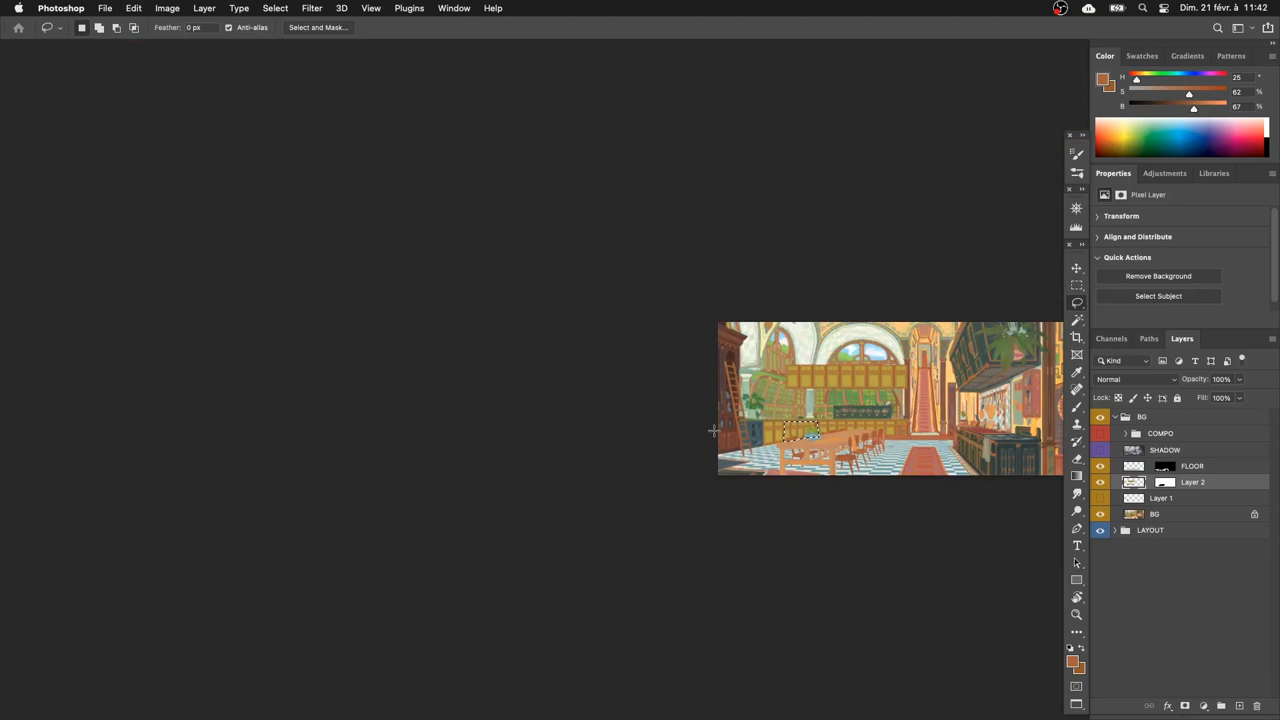 Photoshop File Edit Image Layer Type Select Filter 3D View Plugins Window Help Dim. 21 févr. à 11:42
Feather: 0 px Anti-alias Select and Mask...
Color Swatches Gradients Patterns
H 25 °
S 62 %
B 67 %
Properties Adjustments Libraries
Pixel Layer
Transform
Align and Distribute
Quick Actions
Remove Background
Select Subject
Channels Paths Layers
Kind
Normal Opacity: 100%
Lock: Fill: 100%
BG
COMPO
SHADOW
FLOOR
Layer 2
Layer 1
BG
LAYOUT
fx